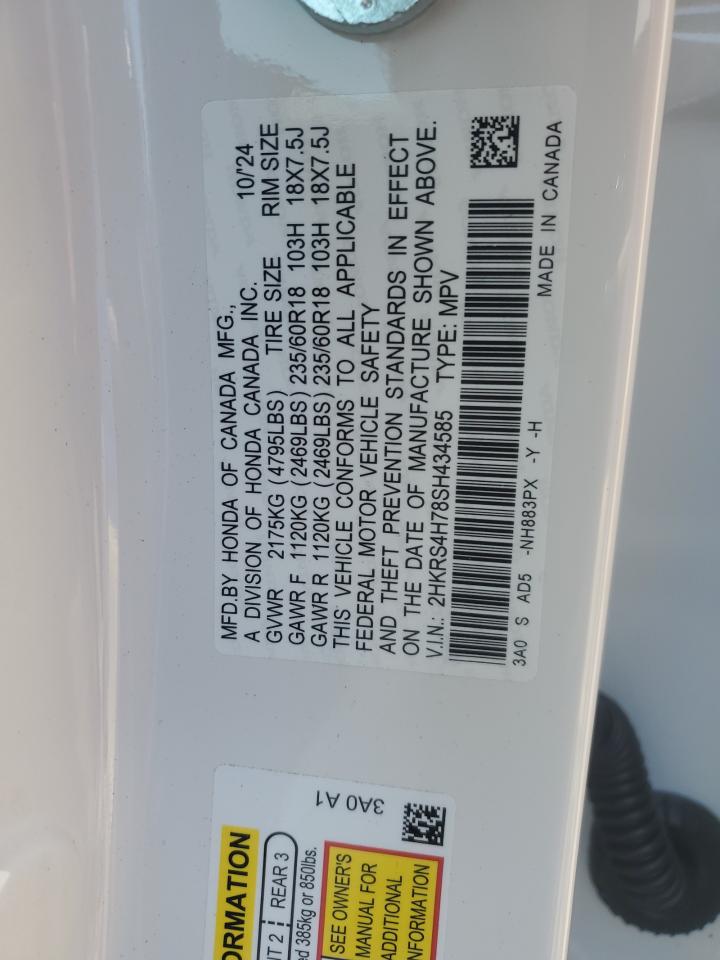 MFD.BY HONDA OF CANADA MFG.,
A DIVISION OF HONDA CANADA INC. 10/'24
GVWR 2175KG (4795LBS) TIRE SIZE RIM SIZE
GAWR F 1120KG (2469LBS) 235/60R18 103H 18X7.5J
GAWR R 1120KG (2469LBS) 235/60R18 103H 18X7.5J
THIS VEHICLE CONFORMS TO ALL APPLICABLE
FEDERAL MOTOR VEHICLE SAFETY
AND THEFT PREVENTION STANDARDS IN EFFECT
ON THE DATE OF MANUFACTURE SHOWN ABOVE.
V.I.N.: 2HKRS4H78SH434585 TYPE: MPV
3A0 S AD5 -NH883PX -Y -H
MADE IN CANADA
3A0 A1
ORMATION
REAR 3
385kg or 850lbs.
SEE OWNER'S
MANUAL FOR
ADDITIONAL
INFORMATION